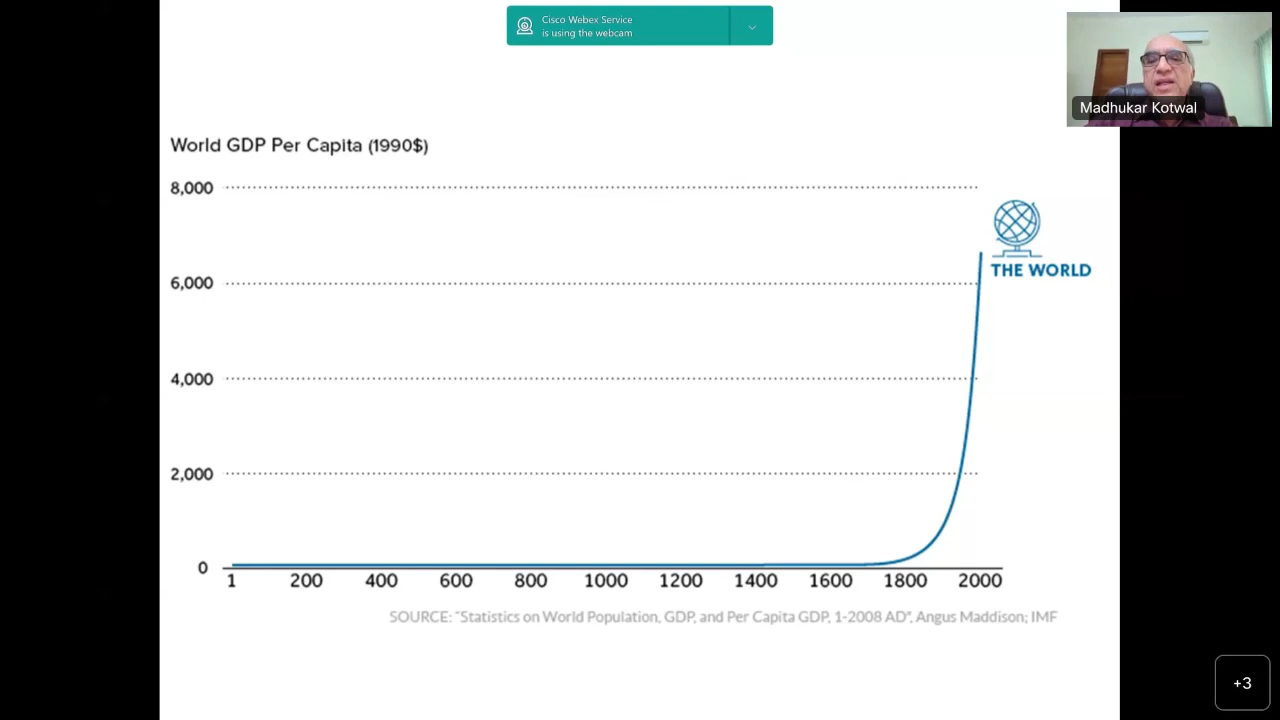 Cisco Webex Service
is using the webcam
Madhukar Kotwal
World GDP Per Capita (1990$)
8,000
THE WORLD
6,000
4,000
2,000
0
1 200 400 600 800 1000 1200 1400 1600 1800 2000
SOURCE: "Statistics on World Population, GDP, and Per Capita GDP, 1-2008 AD", Angus Maddison; IMF
+3